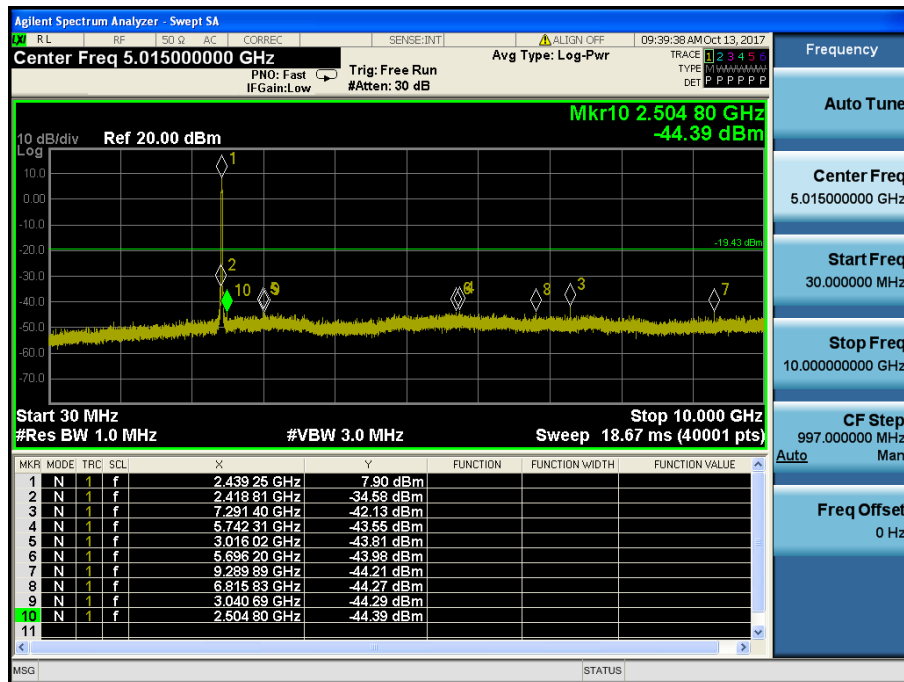 Agilent Spectrum Analyzer - Swept SA
LXI RL RF 50 Ω AC CORREC SENSE:INT ALIGN OFF 09:39:38 AM Oct 13, 2017
Center Freq 5.015000000 GHz
PNO: Fast
IFGain:Low
Trig: Free Run
#Atten: 30 dB
Avg Type: Log-Pwr
TRACE 1 2 3 4 5 6
TYPE MWWWWW
DET P P P P P P
Mkr10 2.504 80 GHz
-44.39 dBm
10 dB/div Ref 20.00 dBm
Log
10.0
0.00
-10.0
-20.0
-30.0
-40.0
-50.0
-60.0
-70.0
-19.43 dBm
1
2
10
3
8
7
Start 30 MHz Stop 10.000 GHz
#Res BW 1.0 MHz #VBW 3.0 MHz Sweep 18.67 ms (40001 pts)
MKR MODE TRC SCL X Y FUNCTION FUNCTION WIDTH FUNCTION VALUE
1 N 1 f 2.439 25 GHz 7.90 dBm
2 N 1 f 2.418 81 GHz -34.58 dBm
3 N 1 f 7.291 40 GHz -42.13 dBm
4 N 1 f 5.742 31 GHz -43.55 dBm
5 N 1 f 3.016 02 GHz -43.81 dBm
6 N 1 f 5.696 20 GHz -43.98 dBm
7 N 1 f 9.289 89 GHz -44.21 dBm
8 N 1 f 6.815 83 GHz -44.27 dBm
9 N 1 f 3.040 69 GHz -44.29 dBm
10 N 1 f 2.504 80 GHz -44.39 dBm
11
MSG STATUS
Frequency
Auto Tune
Center Freq
5.015000000 GHz
Start Freq
30.000000 MHz
Stop Freq
10.000000000 GHz
CF Step
997.000000 MHz
Auto Man
Freq Offset
0 Hz